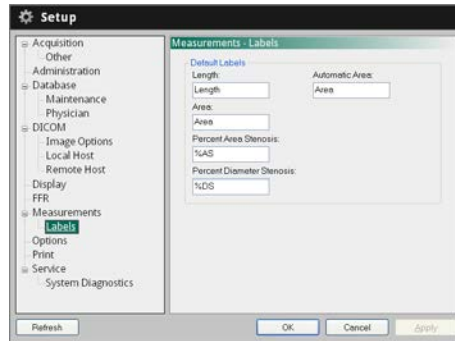 Setup
Acquisition
Other
Administration
Database
Maintenance
Physician
DICOM
Image Options
Local Host
Remote Host
Display
FFR
Measurements
Labels
Options
Print
Service
System Diagnostics
Measurements - Labels
Default Labels
Length: Automatic Area:
Length Area
Area:
Area
Percent Area Stenosis:
%AS
Percent Diameter Stenosis:
%DS
Refresh OK Cancel Apply